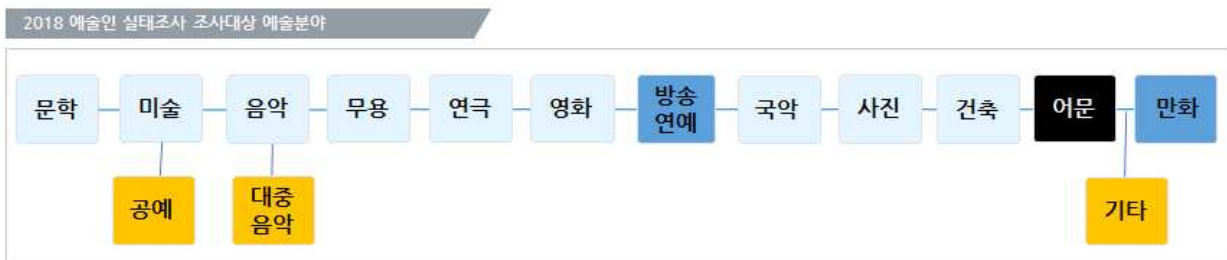 2018 예술인 실태조사 조사대상 예술분야
문학
미술
음악
무용
연극
영화
방송
연예
국악
사진
건축
어문
만화
공예
대중
음악
기타